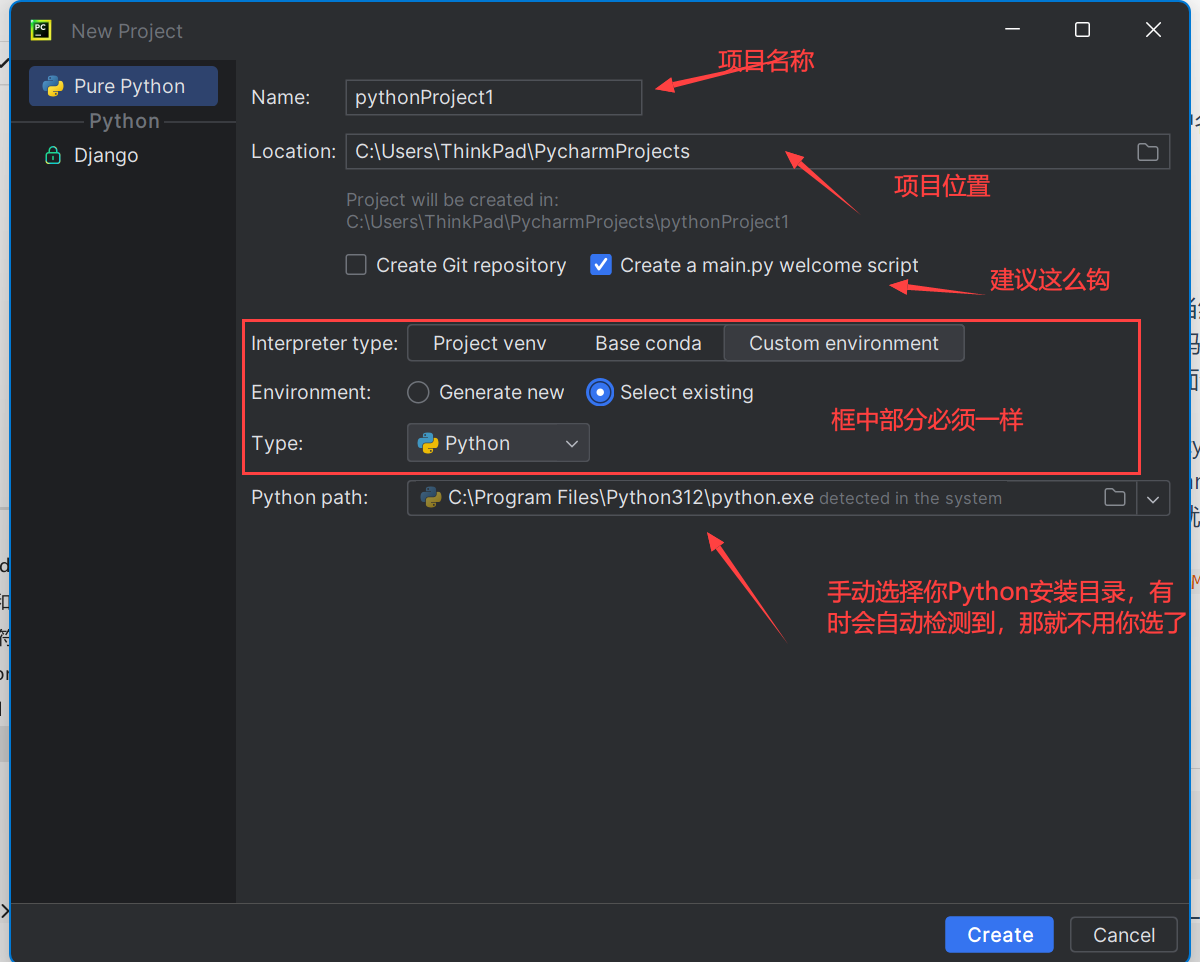 PC
New Project
Pure Python
Python
Django
项目名称
Name:
pythonProject1
Location:
C:\Users\ThinkPad\PycharmProjects
项目位置
Project will be created in:
C:\Users\ThinkPad\PycharmProjects\pythonProject1
Create Git repository
Create a main.py welcome script
建议这么钩
Interpreter type:
Project venv
Base conda
Custom environment
Environment:
Generate new
Select existing
框中部分必须一样
Type:
Python
Python path:
C:\Program Files\Python312\python.exe detected in the system
手动选择你Python安装目录，有
时会自动检测到，那就不用你选了
Create
Cancel